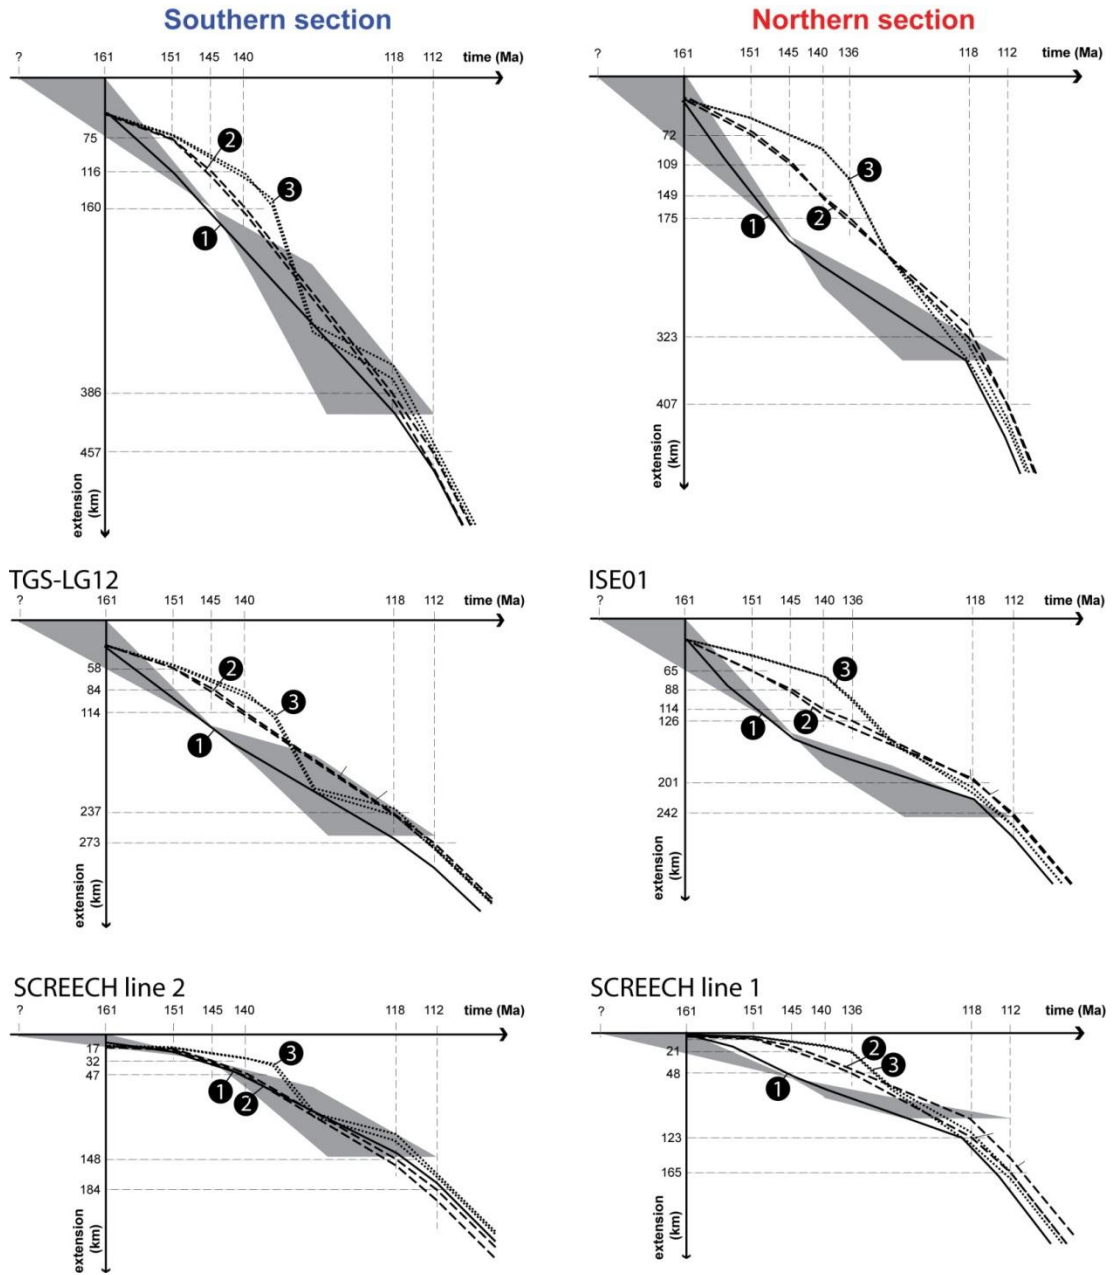 Southern section
Northern section
? 161 151 145 140 118 112 time (Ma)
75
116
160
386
457
extension (km)
1
2
3
? 161 151 145 140 136 118 112 time (Ma)
72
109
149
175
323
407
extension (km)
1
2
3
TGS-LG12
? 161 151 145 140 118 112 time (Ma)
58
84
114
237
273
extension (km)
1
2
3
ISE01
? 161 151 145 140 136 118 112 time (Ma)
65
88
114
126
201
242
extension (km)
1
2
3
SCREECH line 2
? 161 151 145 140 118 112 time (Ma)
17
32
47
148
184
extension (km)
1
2
3
SCREECH line 1
? 161 151 145 140 136 118 112 time (Ma)
21
48
123
165
extension (km)
1
2
3